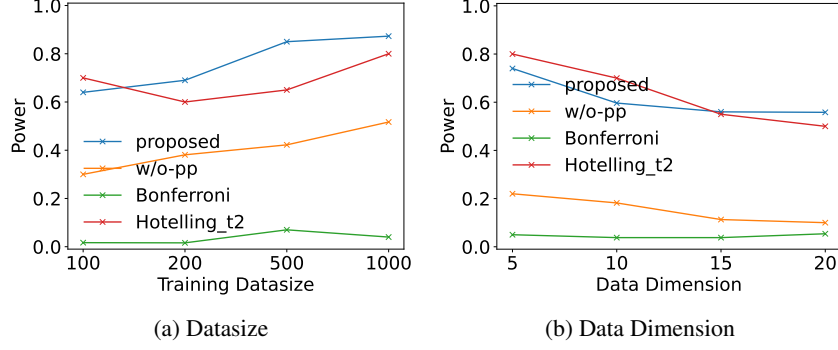 1.0
0.8
0.6
0.4
0.2
0.0
Power
proposed
w/o-pp
Bonferroni
Hotelling_t2
100
200
500
1000
Training Datasize
(a) Datasize
1.0
0.8
0.6
0.4
0.2
0.0
Power
proposed
w/o-pp
Bonferroni
Hotelling_t2
5
10
15
20
Data Dimension
(b) Data Dimension